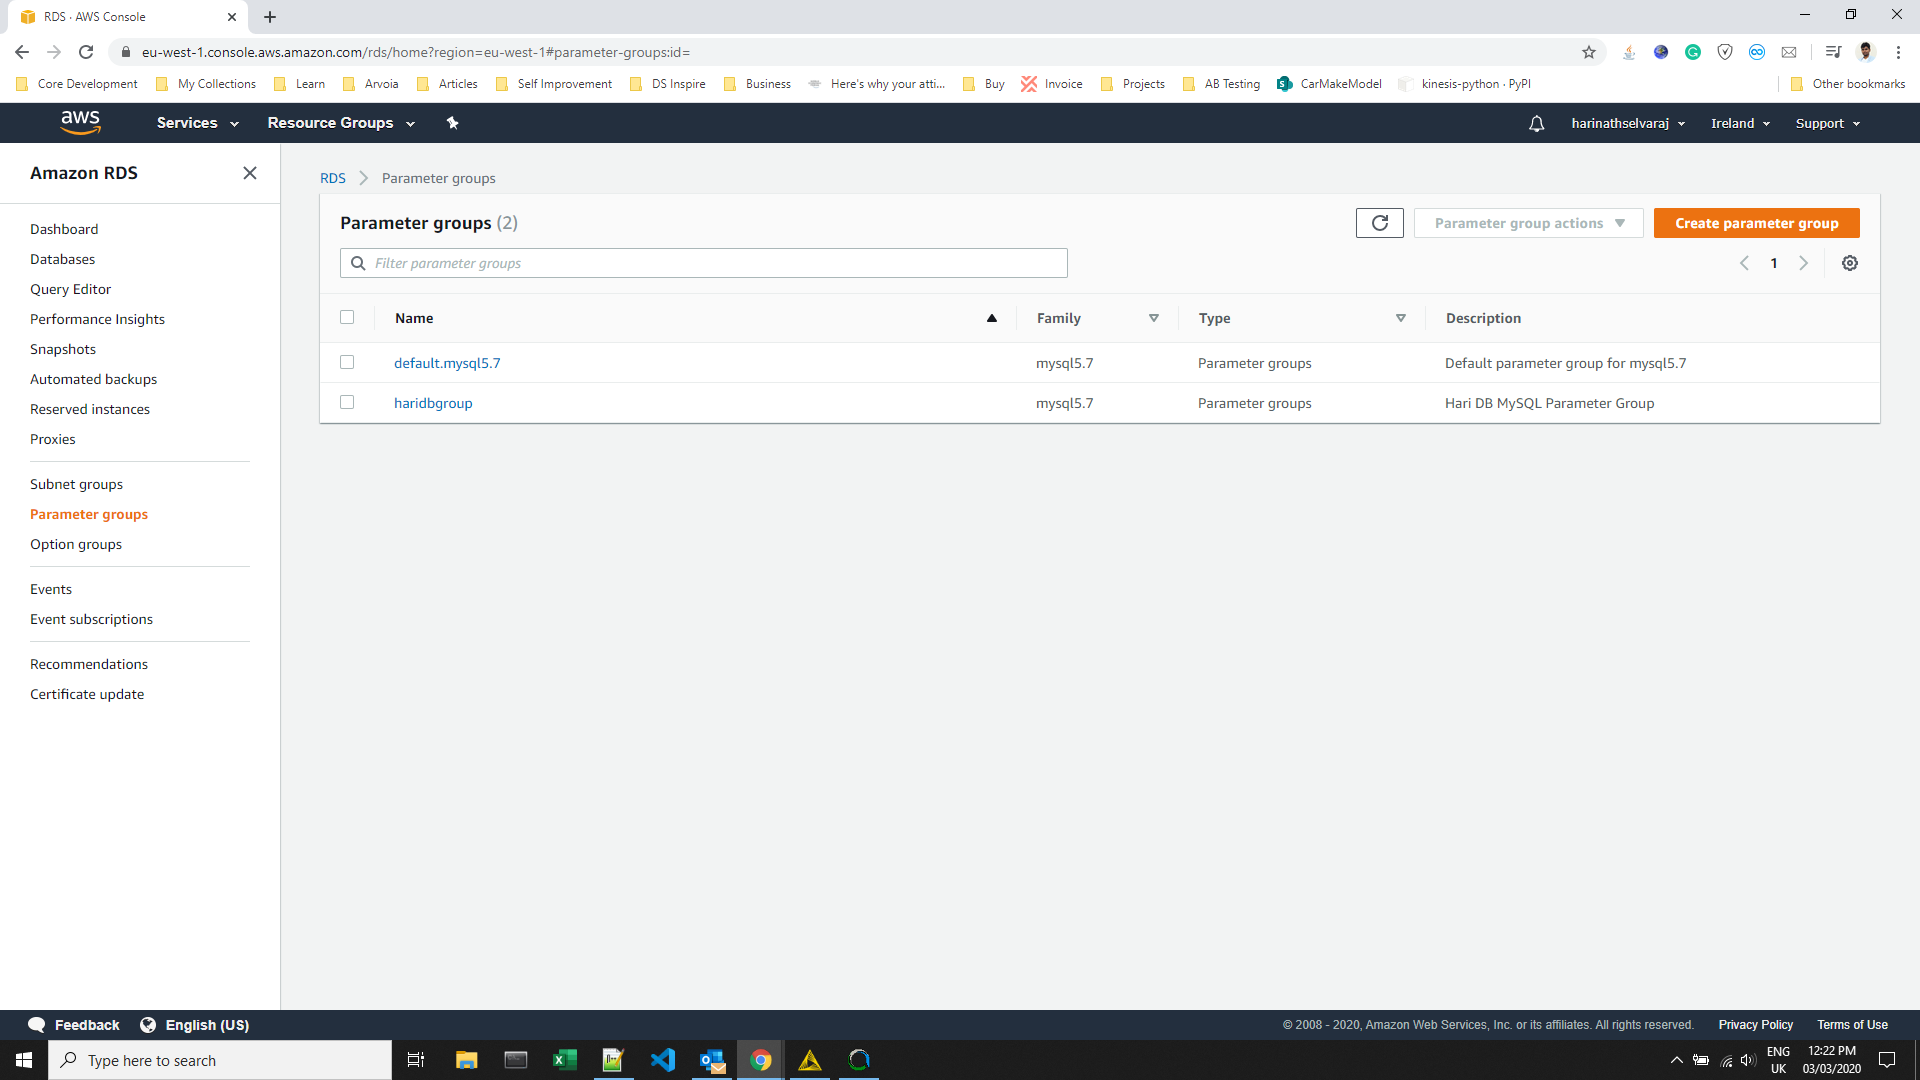 RDS · AWS Console
eu-west-1.console.aws.amazon.com/rds/home?region=eu-west-1#parameter-groups:id=
Core Development My Collections Learn Arvoia Articles Self Improvement DS Inspire Business Here's why your atti... Buy Invoice Projects AB Testing CarMakeModel kinesis-python · PyPI Other bookmarks
aws Services Resource Groups harinathselvaraj Ireland Support
Amazon RDS
Dashboard
Databases
Query Editor
Performance Insights
Snapshots
Automated backups
Reserved instances
Proxies
Subnet groups
Parameter groups
Option groups
Events
Event subscriptions
Recommendations
Certificate update
RDS Parameter groups
Parameter groups (2) Parameter group actions Create parameter group
Filter parameter groups 1
Name Family Type Description
default.mysql5.7 mysql5.7 Parameter groups Default parameter group for mysql5.7
haridbgroup mysql5.7 Parameter groups Hari DB MySQL Parameter Group
Feedback English (US) © 2008 - 2020, Amazon Web Services, Inc. or its affiliates. All rights reserved. Privacy Policy Terms of Use
Type here to search
ENG 12:22 PM
UK 03/03/2020